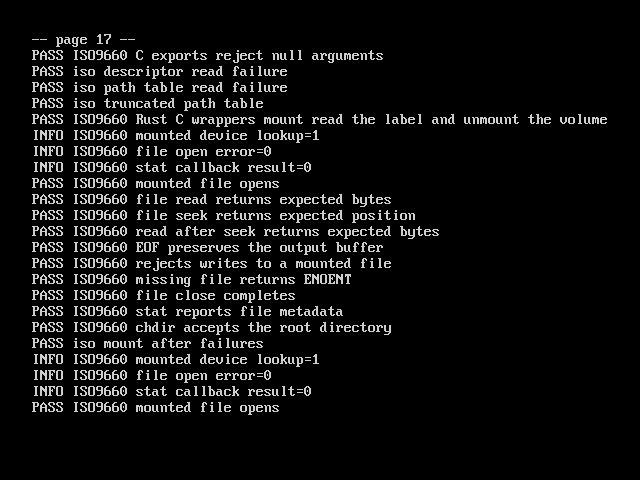 -- page 17 --
PASS ISO9660 C exports reject null arguments
PASS iso descriptor read failure
PASS iso path table read failure
PASS iso truncated path table
PASS ISO9660 Rust C wrappers mount read the label and unmount the volume
INFO ISO9660 mounted device lookup=1
INFO ISO9660 file open error=0
INFO ISO9660 stat callback result=0
PASS ISO9660 mounted file opens
PASS ISO9660 file read returns expected bytes
PASS ISO9660 file seek returns expected position
PASS ISO9660 read after seek returns expected bytes
PASS ISO9660 EOF preserves the output buffer
PASS ISO9660 rejects writes to a mounted file
PASS ISO9660 missing file returns ENOENT
PASS ISO9660 file close completes
PASS ISO9660 stat reports file metadata
PASS ISO9660 chdir accepts the root directory
PASS iso mount after failures
INFO ISO9660 mounted device lookup=1
INFO ISO9660 file open error=0
INFO ISO9660 stat callback result=0
PASS ISO9660 mounted file opens